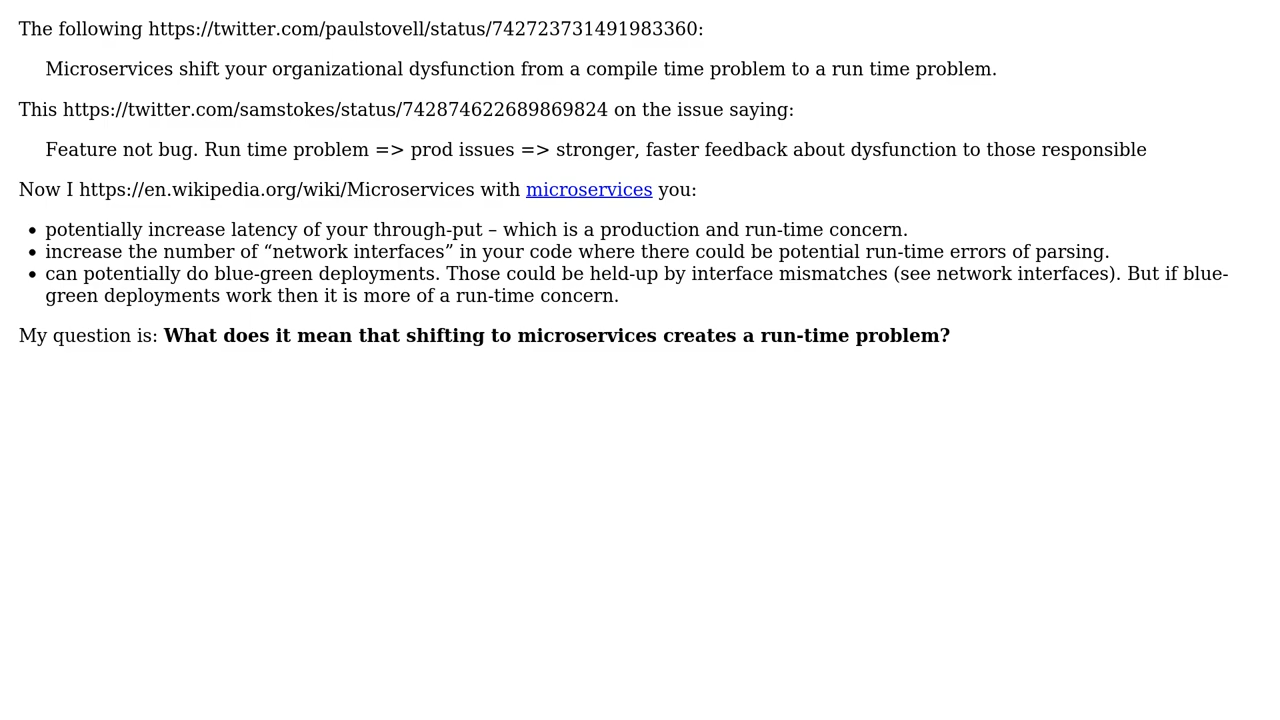 The following https://twitter.com/paulstovell/status/742723731491983360:
Microservices shift your organizational dysfunction from a compile time problem to a run time problem.
This https://twitter.com/samstokes/status/742874622689869824 on the issue saying:
Feature not bug. Run time problem => prod issues => stronger, faster feedback about dysfunction to those responsible
Now I https://en.wikipedia.org/wiki/Microservices with microservices you:
• potentially increase latency of your through-put – which is a production and run-time concern.
• increase the number of “network interfaces” in your code where there could be potential run-time errors of parsing.
• can potentially do blue-green deployments. Those could be held-up by interface mismatches (see network interfaces). But if blue-
green deployments work then it is more of a run-time concern.
My question is: What does it mean that shifting to microservices creates a run-time problem?